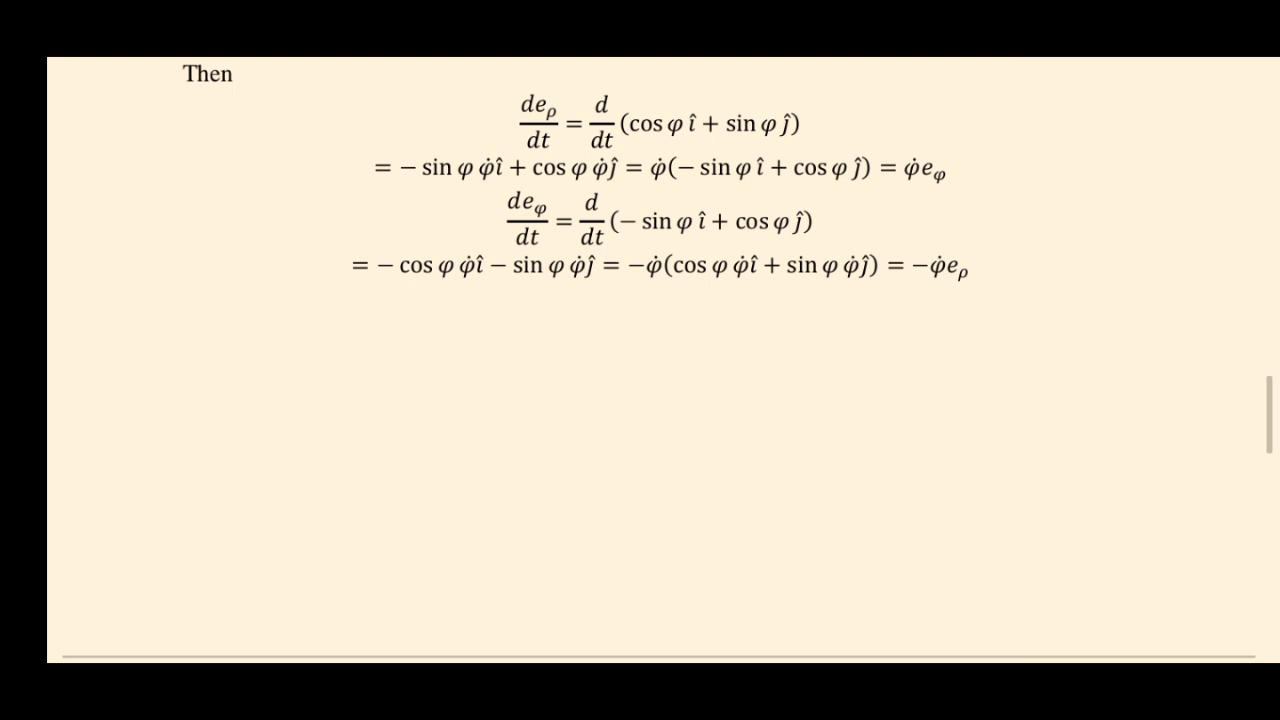 Then
de_ρ/dt = d/dt (cos φ î + sin φ ĵ)
= − sin φ φ̇î + cos φ φ̇ĵ = φ̇(− sin φ î + cos φ ĵ) = φ̇e_φ
de_φ/dt = d/dt (− sin φ î + cos φ ĵ)
= − cos φ φ̇î − sin φ φ̇ĵ = −φ̇(cos φ φ̇î + sin φ φ̇ĵ) = −φ̇e_ρ